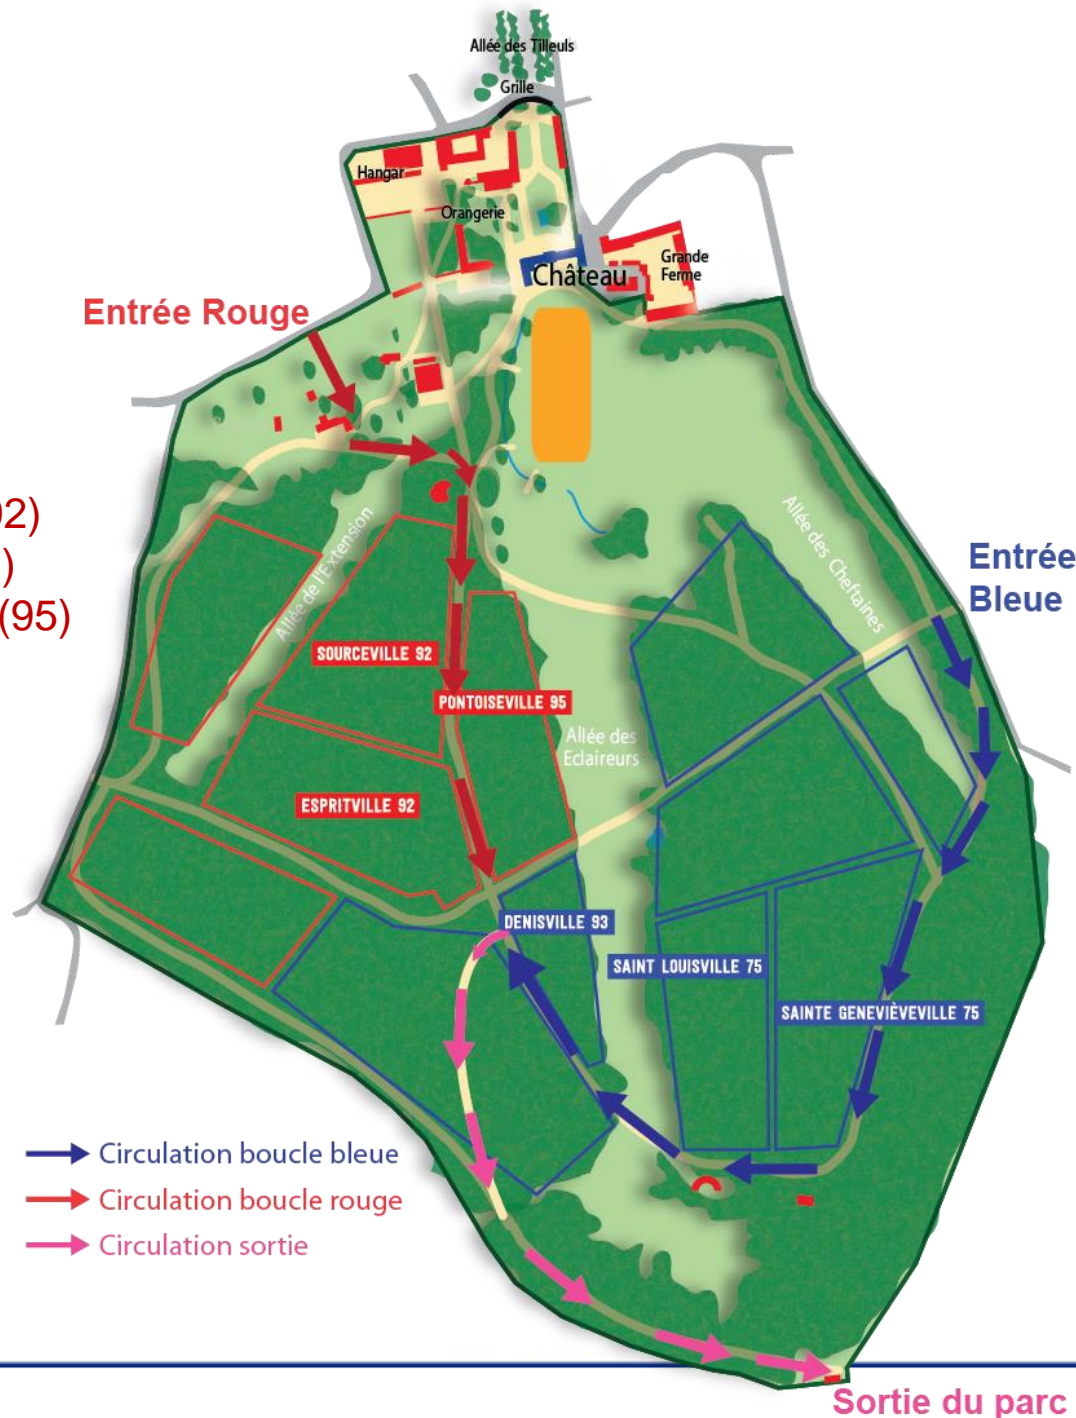 Allée des Tilleuls
Grille
Hangar
Orangerie
Château
Grande
Ferme
Entrée Rouge
92)
)
(95)
Allée de l'Extension
Allée des Cheftaines
Entrée
Bleue
SOURCEVILLE 92
PONTOISEVILLE 95
Allée des
Eclaireurs
ESPRITVILLE 92
DENISVILLE 93
SAINT LOUISVILLE 75
SAINTE GENEVIÈVEVILLE 75
Circulation boucle bleue
Circulation boucle rouge
Circulation sortie
Sortie du parc